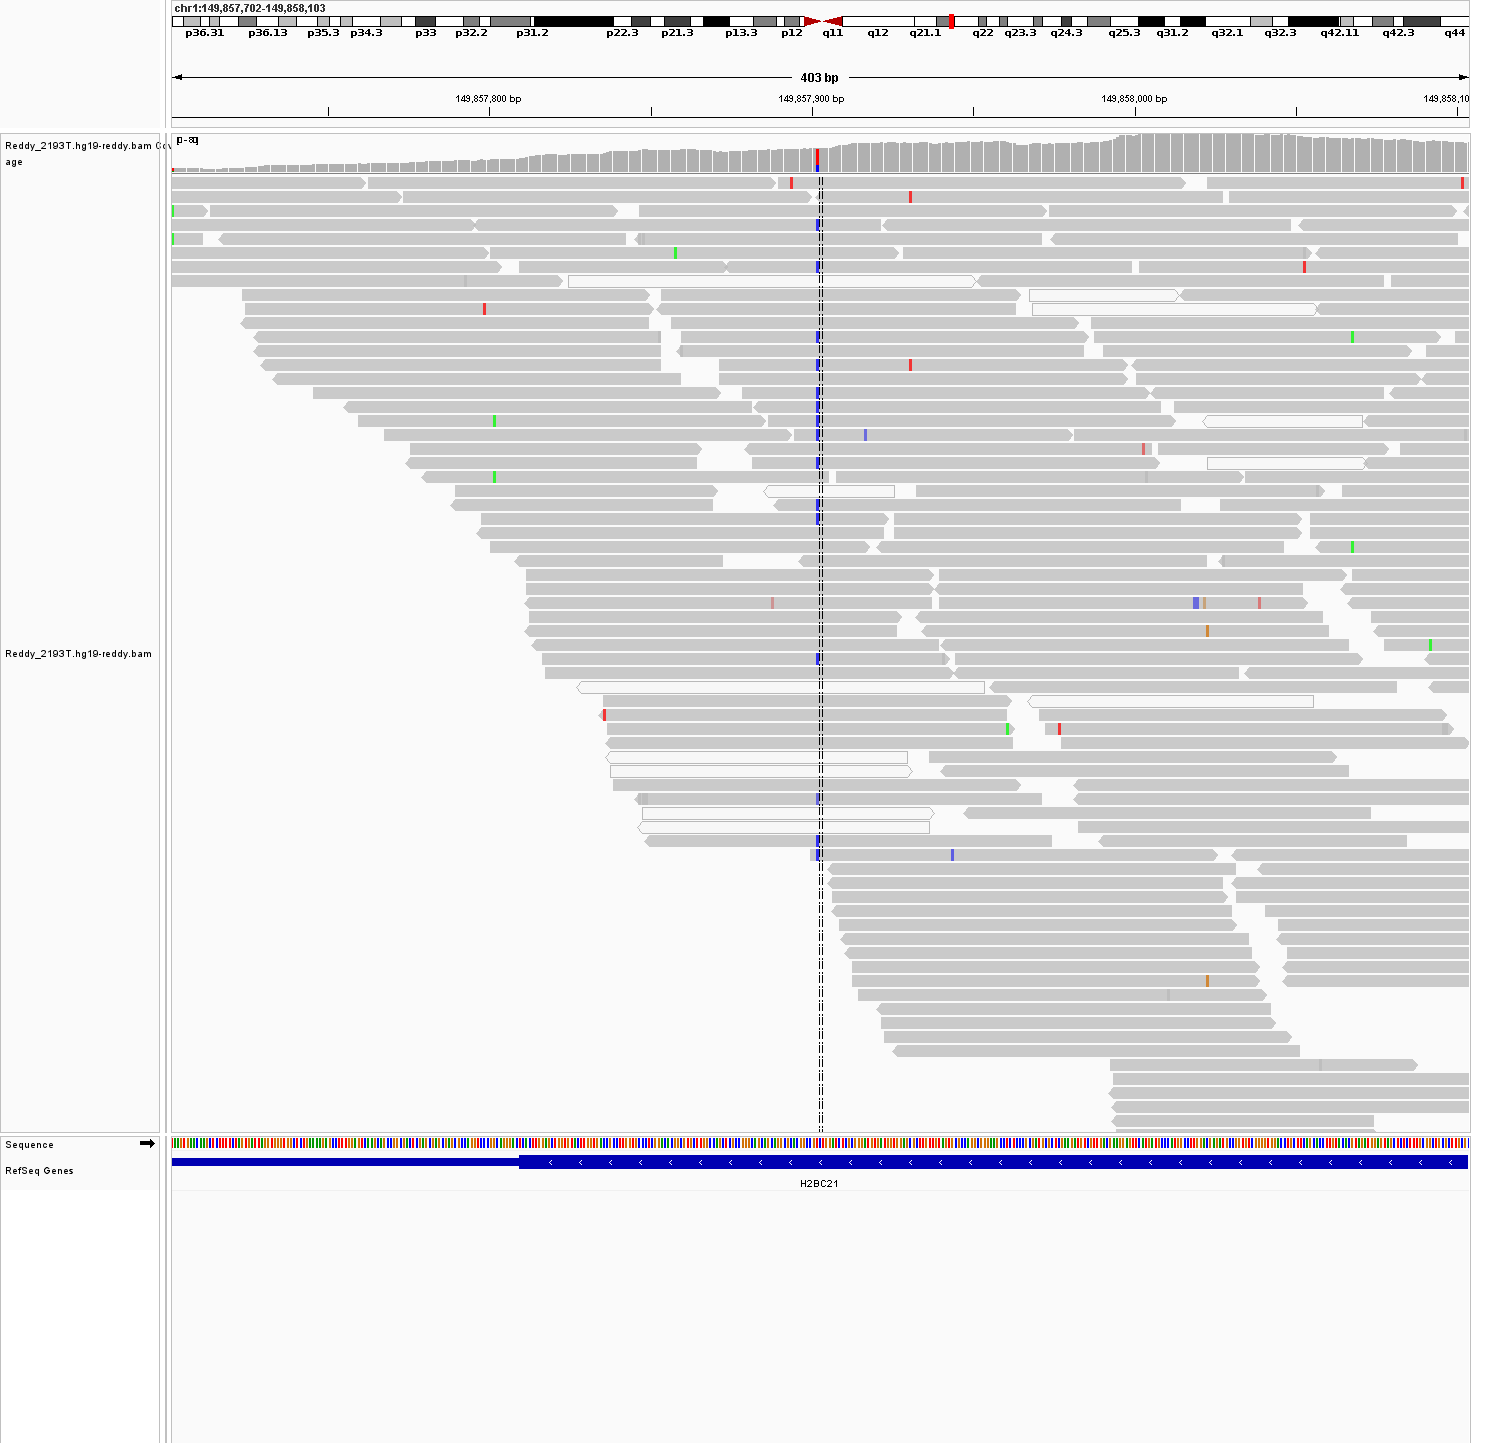 chr1:149,857,702-149,858,103
p36.31 p36.13 p35.3 p34.3 p33 p32.2 p31.2 p22.3 p21.3 p13.3 p12 q11 q12 q21.1 q22 q23.3 q24.3 q25.3 q31.2 q32.1 q32.3 q42.11 q42.3 q44
403 bp
149,857,800 bp 149,857,900 bp 149,858,000 bp 149,858,10
Reddy_2193T.hg19-reddy.bam Cov
age
Reddy_2193T.hg19-reddy.bam
Sequence
RefSeq Genes
H2BC21